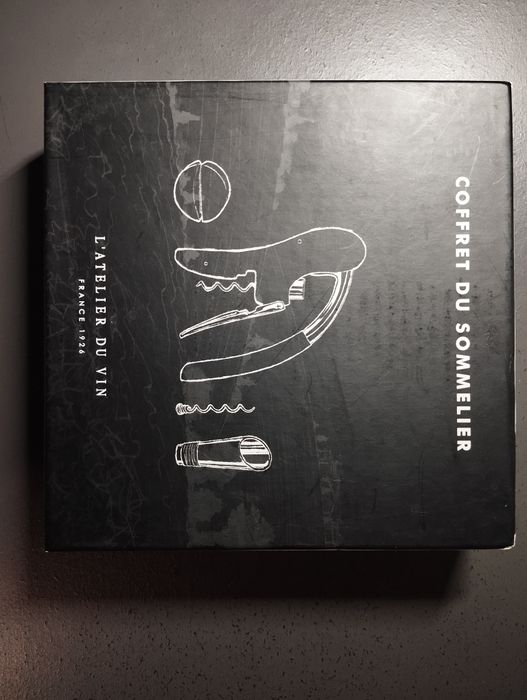 COFFRET DU SOMMELIER
L'ATELIER DU VIN
FRANCE 1926